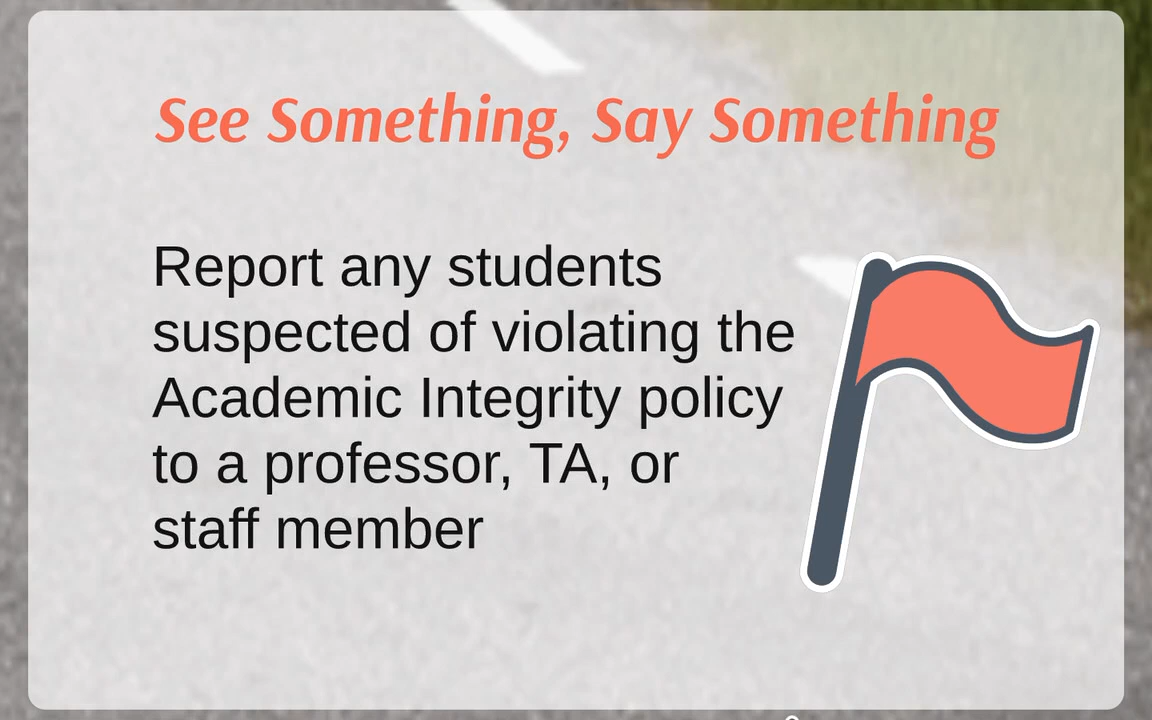 See Something, Say Something
Report any students
suspected of violating the
Academic Integrity policy
to a professor, TA, or
staff member